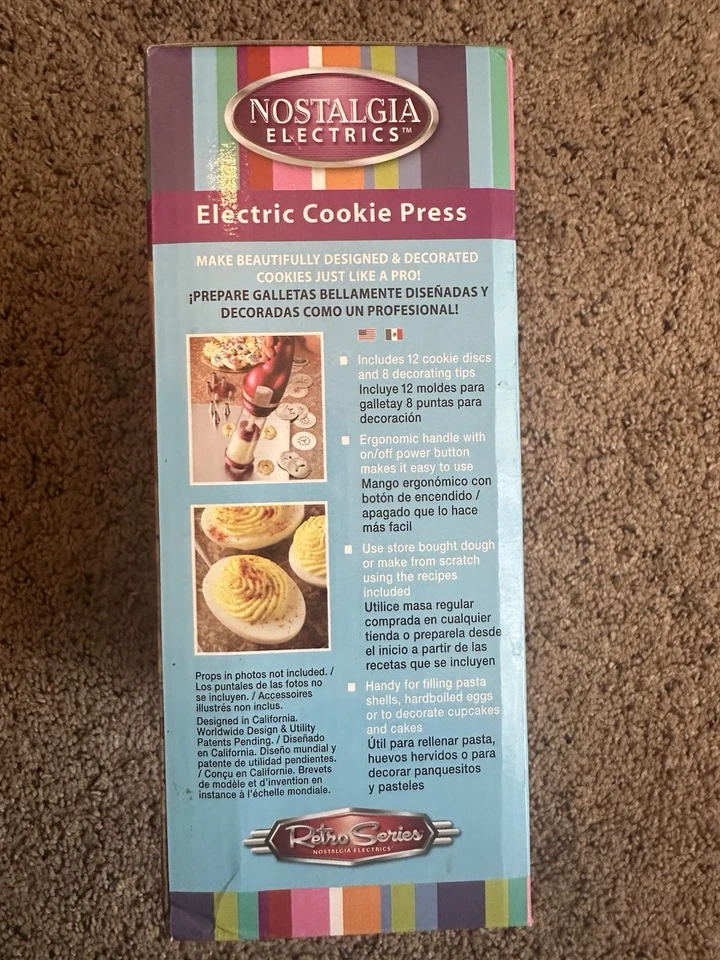 NOSTALGIA
ELECTRICS™
Electric Cookie Press
MAKE BEAUTIFULLY DESIGNED & DECORATED
COOKIES JUST LIKE A PRO!
¡PREPARE GALLETAS BELLAMENTE DISEÑADAS Y
DECORADAS COMO UN PROFESIONAL!
Includes 12 cookie discs
and 8 decorating tips
Incluye 12 moldes para
galletay 8 puntas para
decoración
Ergonomic handle with
on/off power button
makes it easy to use
Mango ergonómico con
botón de encendido /
apagado que lo hace
más facil
Use store bought dough
or make from scratch
using the recipes
included
Utilice masa regular
comprada en cualquier
tienda o preparela desde
el inicio a partir de las
recetas que se incluyen
Handy for filling pasta
shells, hardboiled eggs
or to decorate cupcakes
and cakes
Útil para rellenar pasta,
huevos hervidos o para
decorar panquesitos
y pasteles
Props in photos not included. /
Los puntales de las fotos no
se incluyen. / Accessoires
illustrés non inclus.
Designed in California.
Worldwide Design & Utility
Patents Pending. / Diseñado
en California. Diseño mundial y
patente de utilidad pendientes.
/ Conçu en Californie. Brevets
de modèle et d'invention en
instance à l'échelle mondiale.
Retro Series
NOSTALGIA ELECTRICS